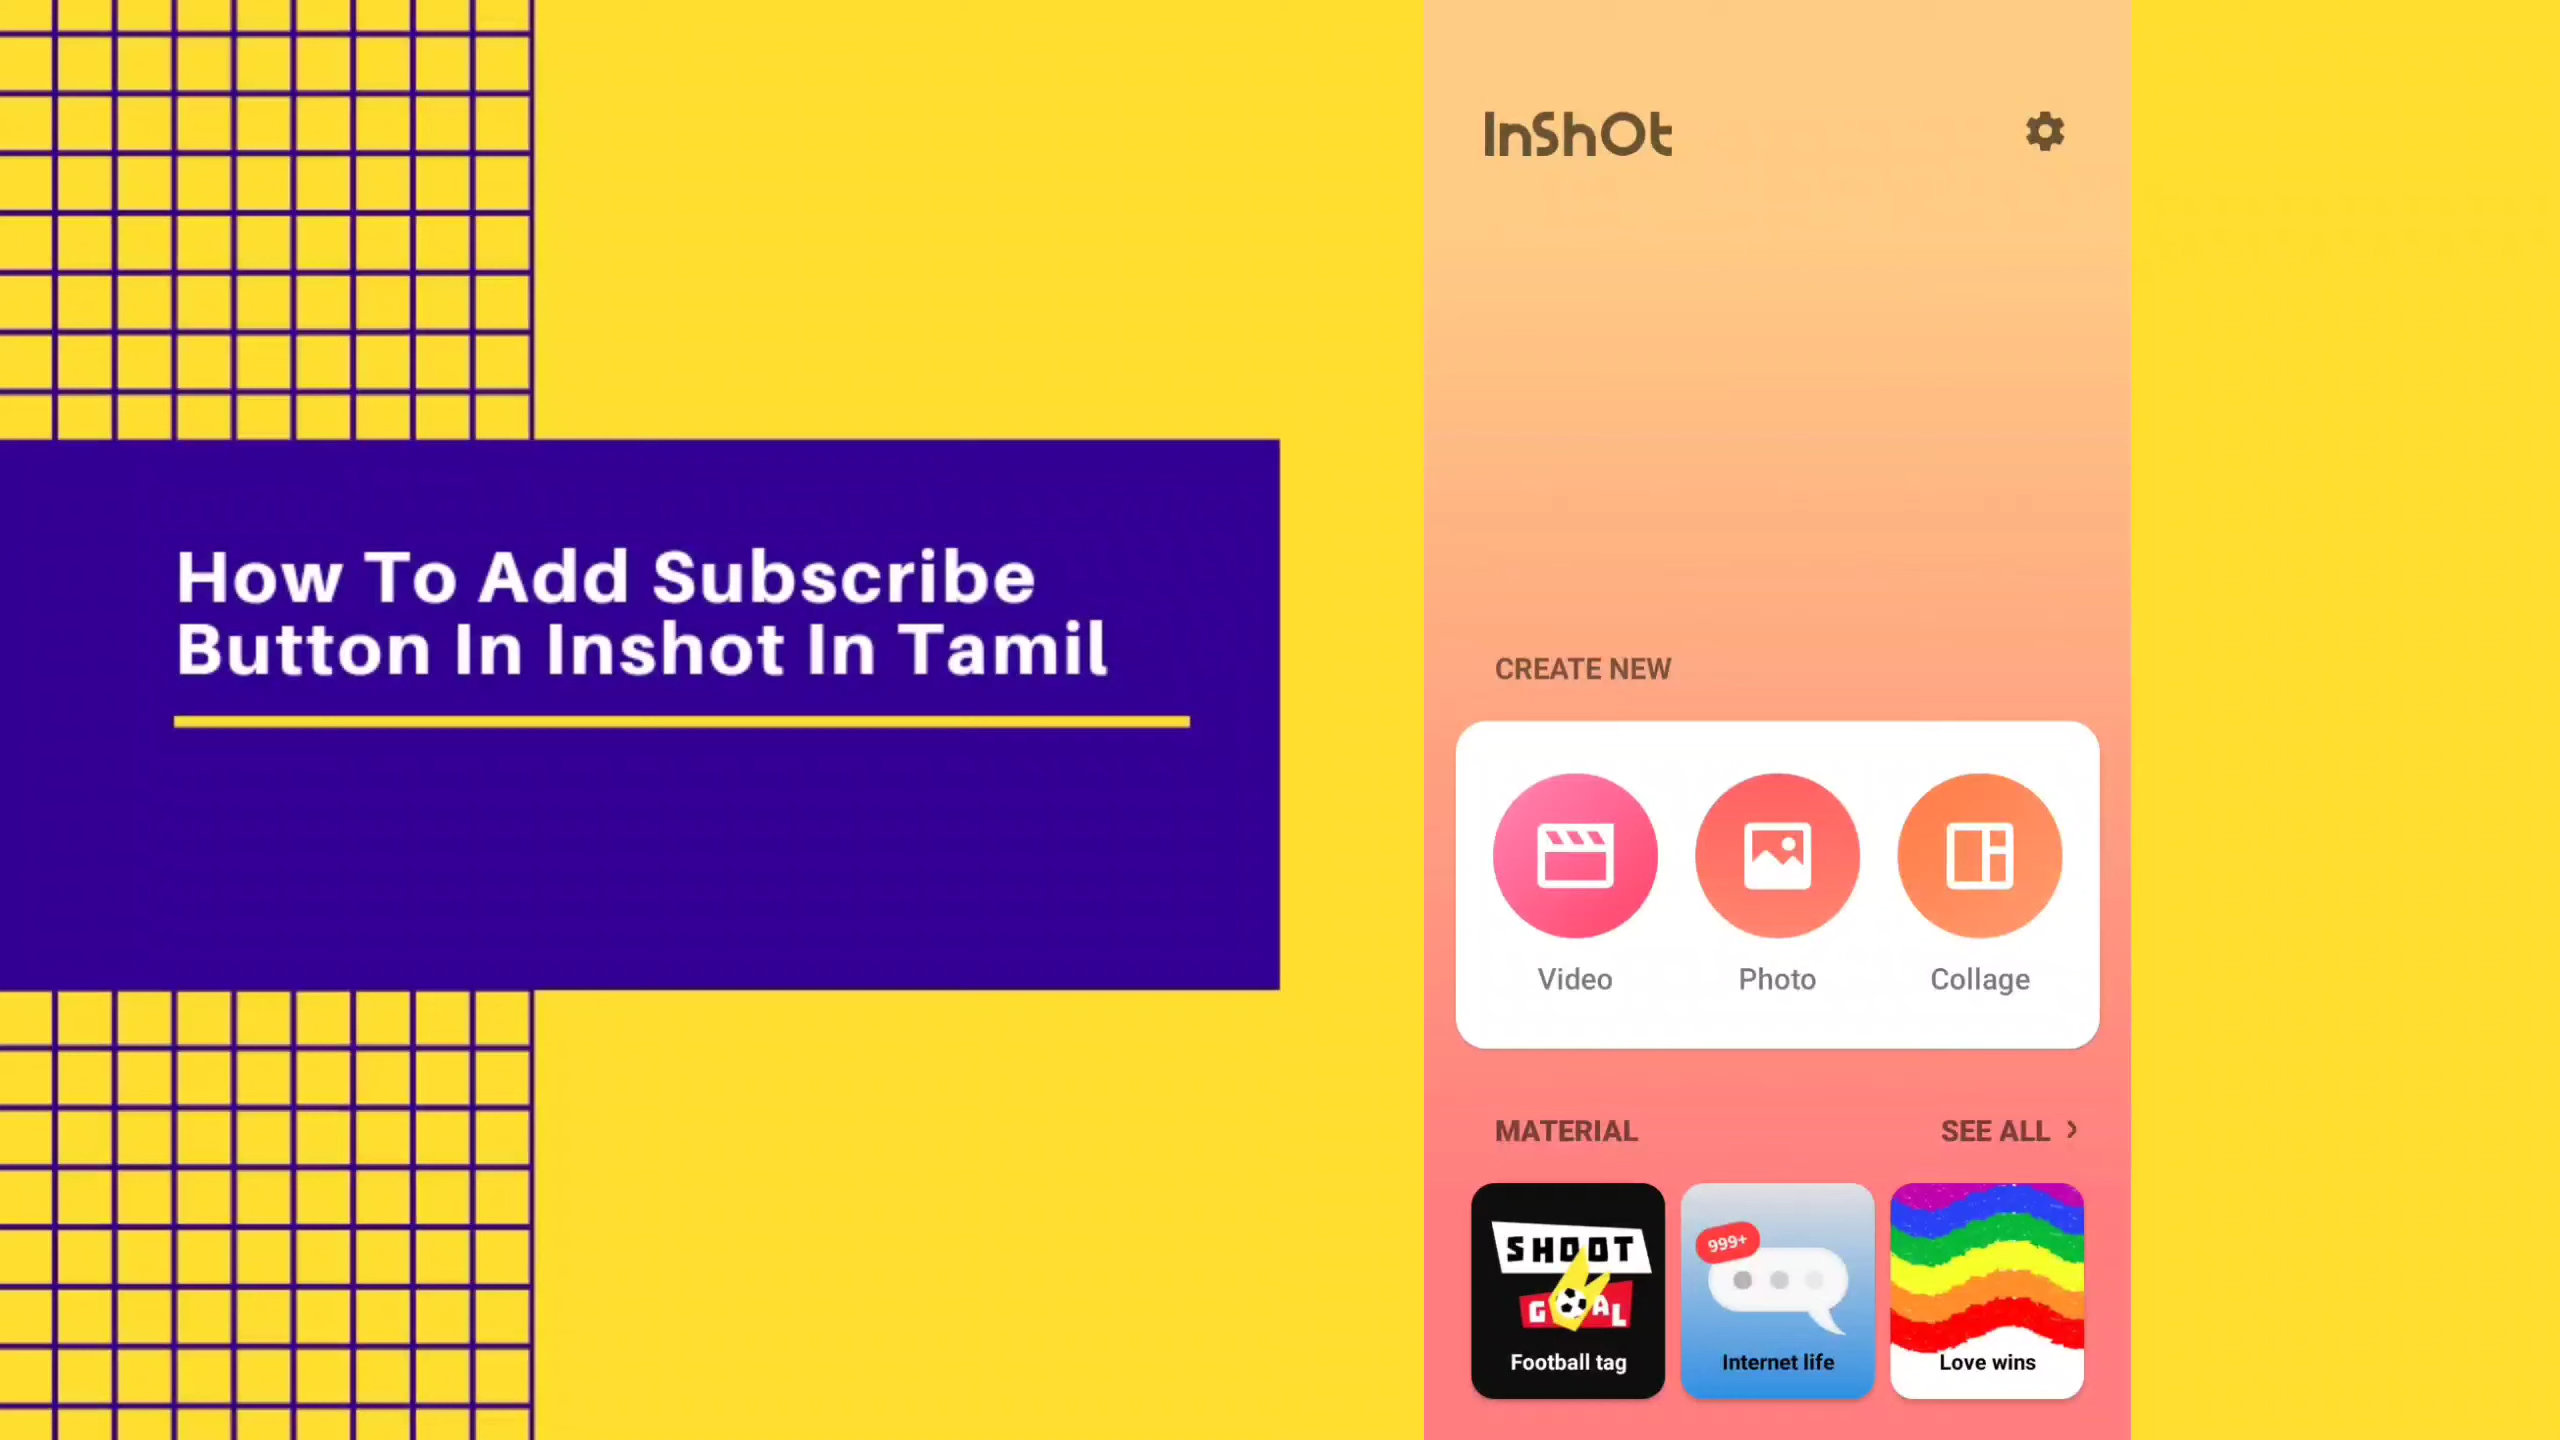 How To Add Subscribe
Button In Inshot In Tamil
InShOt
CREATE NEW
Video
Photo
Collage
MATERIAL
SEE ALL
SHOOT
GOAL
Football tag
999+
Internet life
Love wins